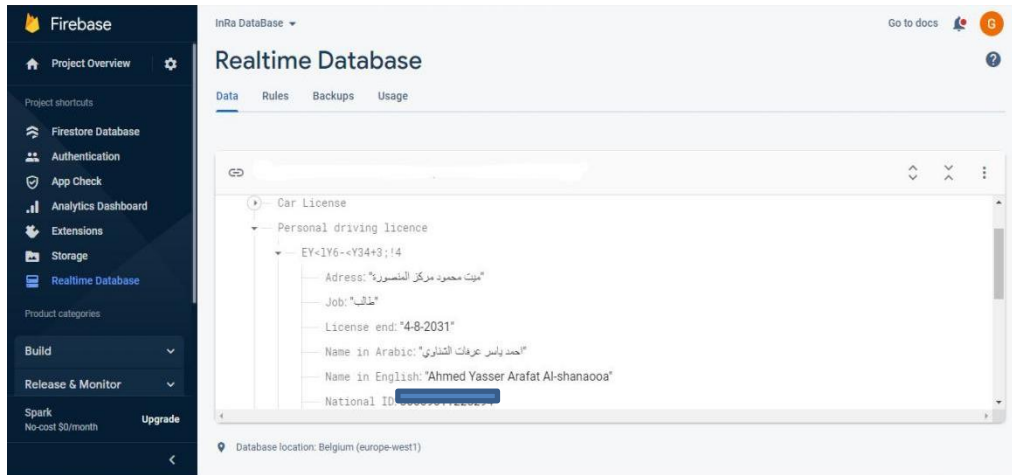 Firebase
Project Overview
Project shortcuts
Firestore Database
Authentication
App Check
Analytics Dashboard
Extensions
Storage
Realtime Database
Product categories
Build
Release & Monitor
Spark
No-cost $0/month
Upgrade
InRa DataBase
Go to docs
G
Realtime Database
Data Rules Backups Usage
Car License
Personal driving licence
EY<lY6-<Y34+3;!4
Adress: "ميت محمود مركز المنصورة"
Job: "طالب"
License end: "4-8-2031"
Name in Arabic: "احمد ياسر عرفات الشناوي"
Name in English: "Ahmed Yasser Arafat Al-shanaooa"
National ID:
Database location: Belgium (europe-west1)